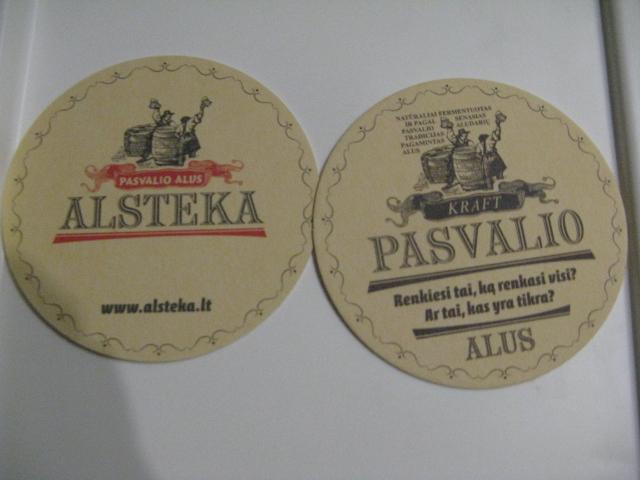 PASVALIO ALUS
ALSTEKA
www.alsteka.lt
NATŪRALIAI FERMENTUOTAS
IR PAGAL SENĄSIAS
PASVALIO ALUDARIŲ
TRADICIJAS
PAGAMINTAS
ALUS
KRAFT
PASVALIO
Renkiesi tai, ką renkasi visi?
Ar tai, kas yra tikra?
ALUS